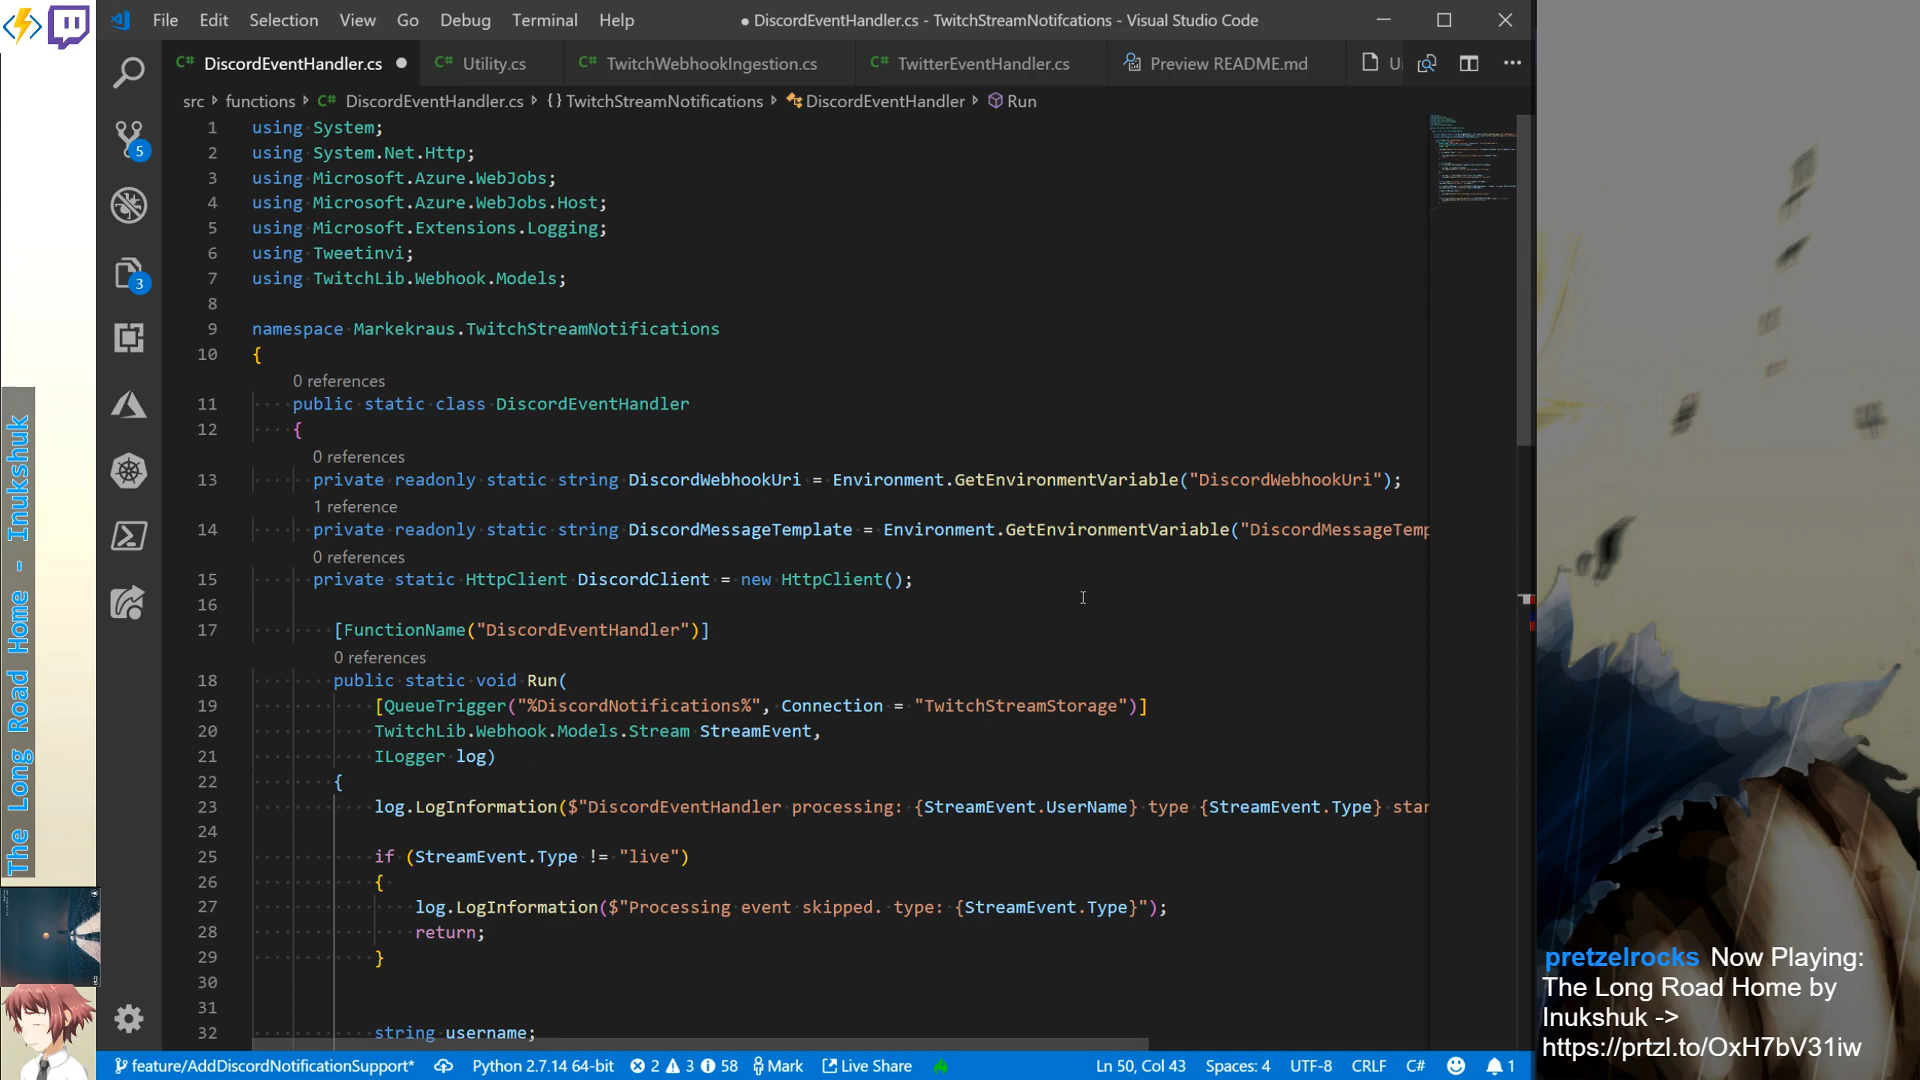 File Edit Selection View Go Debug Terminal Help
● DiscordEventHandler.cs - TwitchStreamNotifcations - Visual Studio Code
C# DiscordEventHandler.cs ●
C# Utility.cs
C# TwitchWebhookIngestion.cs
C# TwitterEventHandler.cs
Preview README.md
src functions C# DiscordEventHandler.cs {} TwitchStreamNotifications DiscordEventHandler Run
5
3
1 using System;
2 using System.Net.Http;
3 using Microsoft.Azure.WebJobs;
4 using Microsoft.Azure.WebJobs.Host;
5 using Microsoft.Extensions.Logging;
6 using Tweetinvi;
7 using TwitchLib.Webhook.Models;
8
9 namespace Markekraus.TwitchStreamNotifications
10 {
0 references
11 public static class DiscordEventHandler
12 {
0 references
13 private readonly static string DiscordWebhookUri = Environment.GetEnvironmentVariable("DiscordWebhookUri");
1 reference
14 private readonly static string DiscordMessageTemplate = Environment.GetEnvironmentVariable("DiscordMessageTemp
0 references
15 private static HttpClient DiscordClient = new HttpClient();
16
17 [FunctionName("DiscordEventHandler")]
0 references
18 public static void Run(
19 [QueueTrigger("%DiscordNotifications%", Connection = "TwitchStreamStorage")]
20 TwitchLib.Webhook.Models.Stream StreamEvent,
21 ILogger log)
22 {
23 log.LogInformation($"DiscordEventHandler processing: {StreamEvent.UserName} type {StreamEvent.Type} star
24
25 if (StreamEvent.Type != "live")
26 {
27 log.LogInformation($"Processing event skipped. type: {StreamEvent.Type}");
28 return;
29 }
30
31
32 string username;
feature/AddDiscordNotificationSupport* Python 2.7.14 64-bit 2 3 58 Mark Live Share Ln 50, Col 43 Spaces: 4 UTF-8 CRLF C# 1
The Long Road Home - Inukshuk
pretzelrocks Now Playing:
The Long Road Home by
Inukshuk ->
https://prtzl.to/OxH7bV31iw